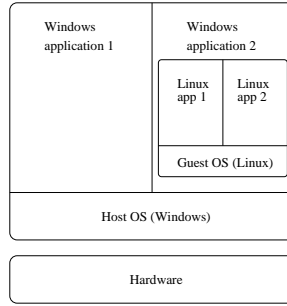 Windows
application 1
Windows
application 2
Linux
app 1
Linux
app 2
Guest OS (Linux)
Host OS (Windows)
Hardware